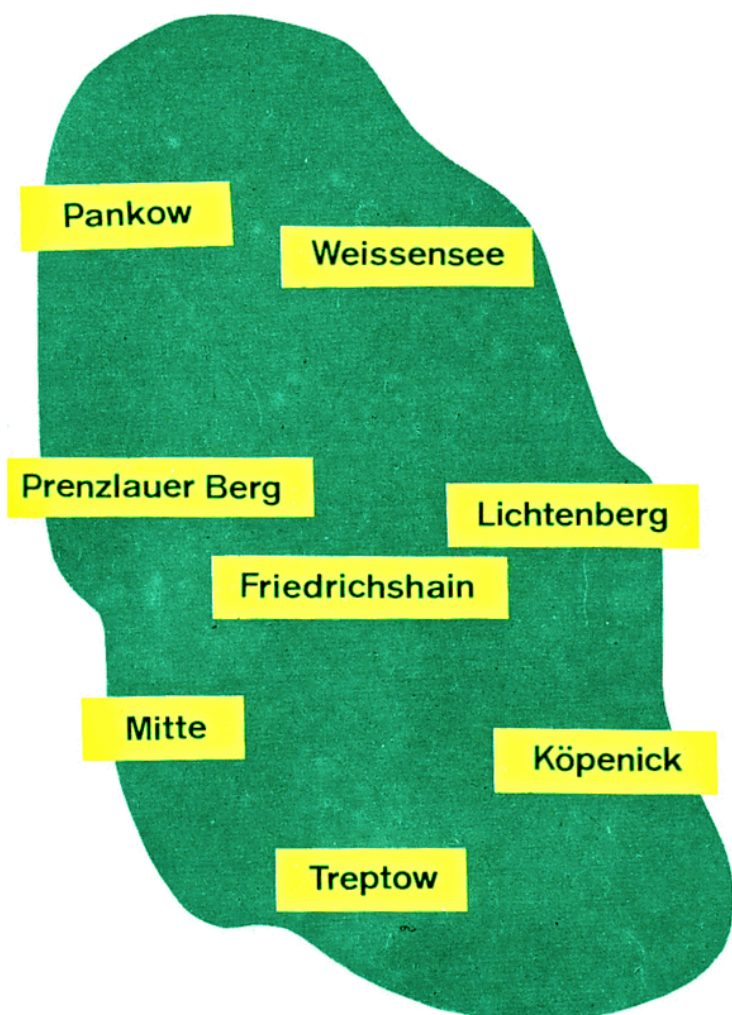 Pankow
Weissensee
Prenzlauer Berg
Lichtenberg
Friedrichshain
Mitte
Köpenick
Treptow